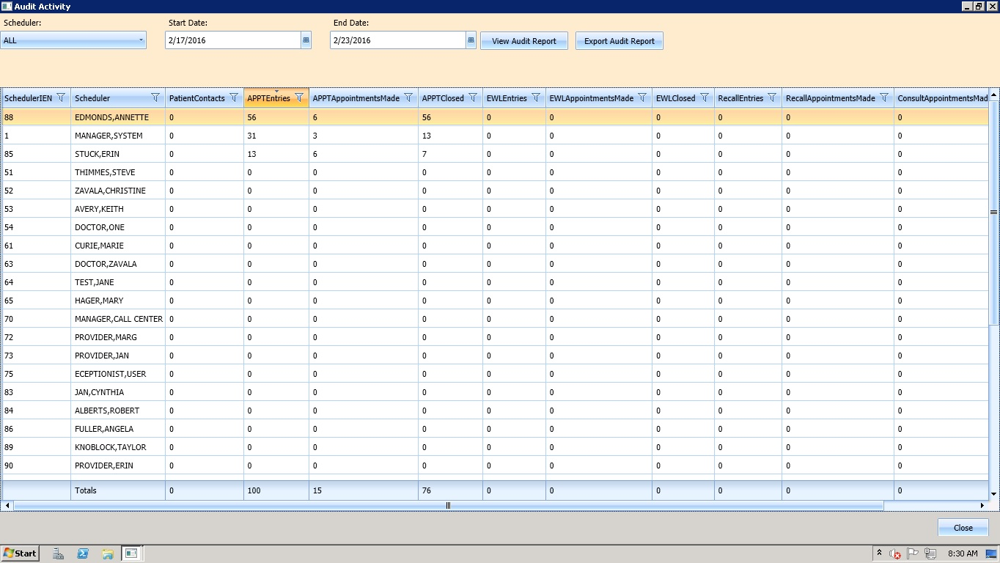 Audit Activity
Scheduler: Start Date: End Date:
ALL 2/17/2016 2/23/2016 View Audit Report Export Audit Report
SchedulerIEN Scheduler PatientContacts APPTEntries APPTAppointmentsMade APPTClosed EWLEntries EWLAppointmentsMade EWLClosed RecallEntries RecallAppointmentsMade ConsultAppointmentsMad
88 EDMONDS,ANNETTE 0 56 6 56 0 0 0 0 0 0
1 MANAGER,SYSTEM 0 31 3 13 0 0 0 0 0 0
85 STUCK,ERIN 0 13 6 7 0 0 0 0 0 0
51 THIMMES,STEVE 0 0 0 0 0 0 0 0 0 0
52 ZAVALA,CHRISTINE 0 0 0 0 0 0 0 0 0 0
53 AVERY,KEITH 0 0 0 0 0 0 0 0 0 0
54 DOCTOR,ONE 0 0 0 0 0 0 0 0 0 0
61 CURIE,MARIE 0 0 0 0 0 0 0 0 0 0
63 DOCTOR,ZAVALA 0 0 0 0 0 0 0 0 0 0
64 TEST,JANE 0 0 0 0 0 0 0 0 0 0
65 HAGER,MARY 0 0 0 0 0 0 0 0 0 0
70 MANAGER,CALL CENTER 0 0 0 0 0 0 0 0 0 0
72 PROVIDER,MARG 0 0 0 0 0 0 0 0 0 0
73 PROVIDER,JAN 0 0 0 0 0 0 0 0 0 0
75 ECEPTIONIST,USER 0 0 0 0 0 0 0 0 0 0
83 JAN,CYNTHIA 0 0 0 0 0 0 0 0 0 0
84 ALBERTS,ROBERT 0 0 0 0 0 0 0 0 0 0
86 FULLER,ANGELA 0 0 0 0 0 0 0 0 0 0
89 KNOBLOCK,TAYLOR 0 0 0 0 0 0 0 0 0 0
90 PROVIDER,ERIN 0 0 0 0 0 0 0 0 0 0
Totals 0 100 15 76 0 0 0 0 0 0
Close
Start 8:30 AM